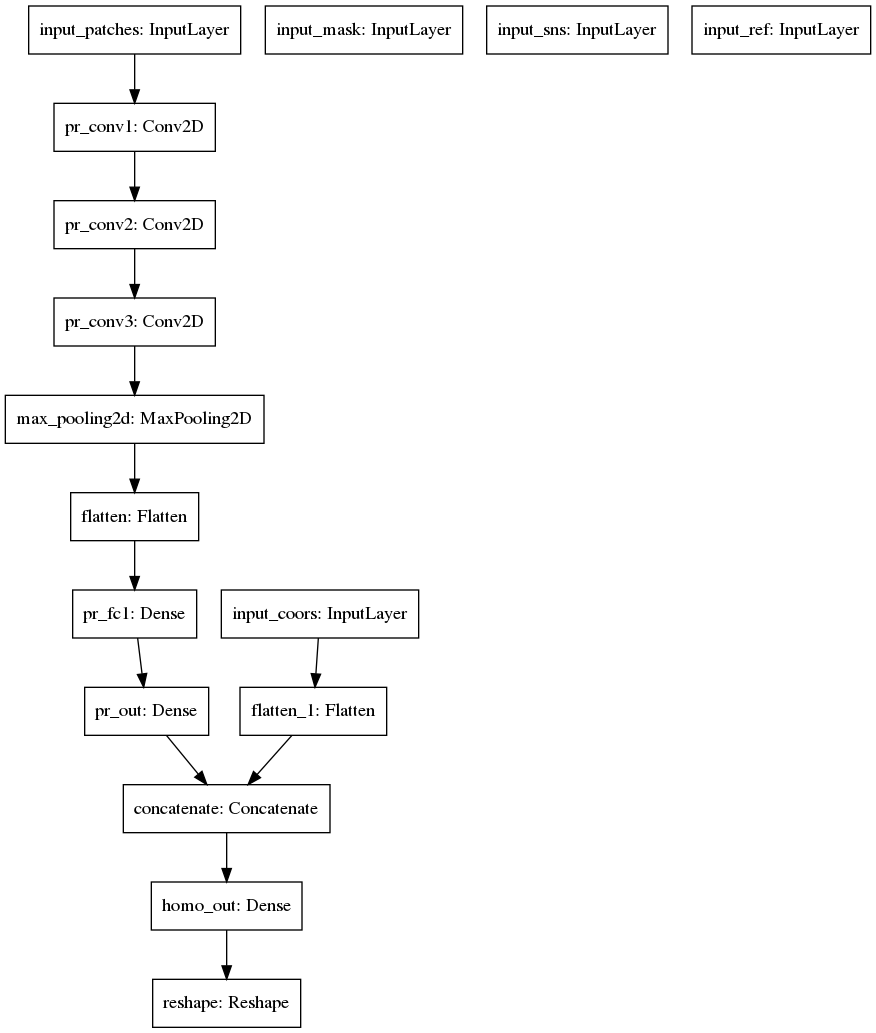 input_patches: InputLayer
input_mask: InputLayer
input_sns: InputLayer
input_ref: InputLayer
pr_conv1: Conv2D
pr_conv2: Conv2D
pr_conv3: Conv2D
max_pooling2d: MaxPooling2D
flatten: Flatten
pr_fc1: Dense
input_coors: InputLayer
pr_out: Dense
flatten_1: Flatten
concatenate: Concatenate
homo_out: Dense
reshape: Reshape